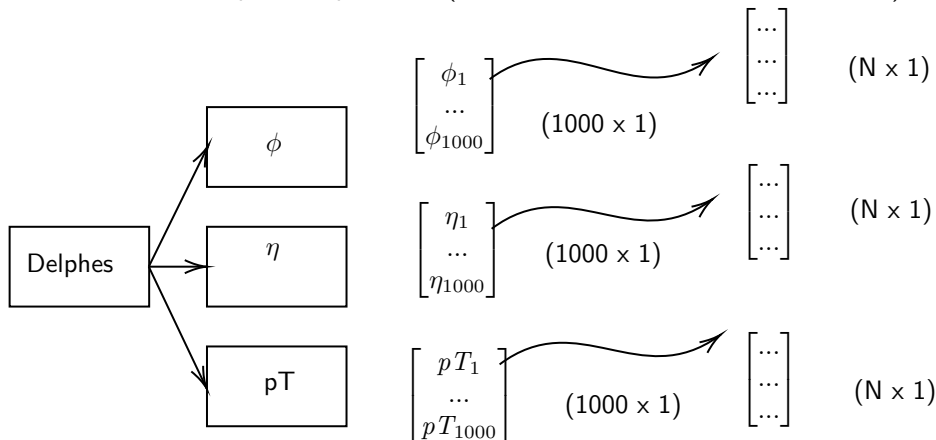 ...
ϕ1 ... (N x 1)
... ...
ϕ1000 (1000 x 1)
ϕ
...
η1 ... (N x 1)
η ... ...
Delphes η1000 (1000 x 1)
...
pT1 ... (N x 1)
pT ... ...
pT1000 (1000 x 1)